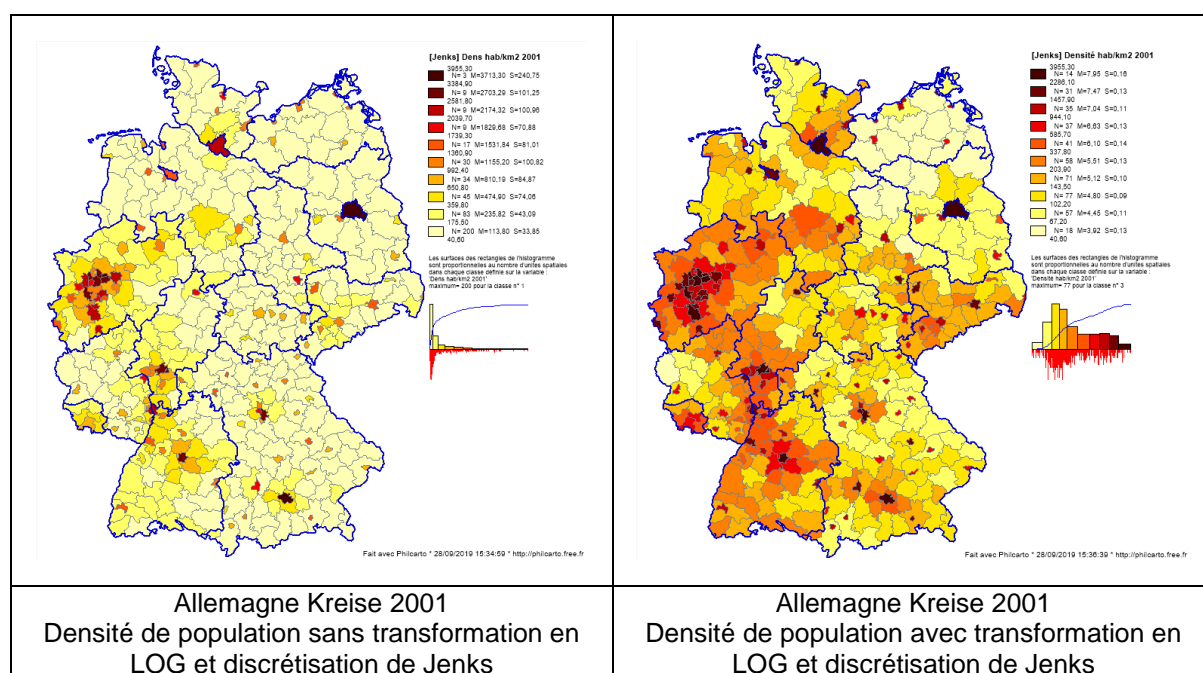 [Jenks] Dens hab/km2 2001
3955,30
N= 3 M=3713,30 S=240,75
3384,90
N= 9 M=2703,29 S=101,25
2581,80
N= 9 M=2174,32 S=100,96
2039,70
N= 9 M=1829,68 S=70,88
1739,30
N= 17 M=1531,84 S=81,01
1360,90
N= 30 M=1155,20 S=100,82
992,40
N= 34 M=810,19 S=84,87
650,80
N= 45 M=474,90 S=74,06
359,80
N= 83 M=235,82 S=43,09
175,50
N= 200 M=113,80 S=33,85
40,60
Les surfaces des rectangles de l'histogramme
sont proportionnelles au nombre d'unités spatiales
dans chaque classe définie sur la variable :
'Dens hab/km2 2001'
maximum= 200 pour la classe n° 1
Fait avec Philcarto * 28/09/2019 15:34:59 * http://philcarto.free.fr
Allemagne Kreise 2001
Densité de population sans transformation en
LOG et discrétisation de Jenks
[Jenks] Densité hab/km2 2001
3955,30
N= 14 M=7,95 S=0,16
2286,10
N= 31 M=7,47 S=0,13
1457,90
N= 35 M=7,04 S=0,11
944,10
N= 37 M=6,63 S=0,13
585,70
N= 41 M=6,10 S=0,14
337,80
N= 58 M=5,51 S=0,13
203,90
N= 71 M=5,12 S=0,10
143,50
N= 77 M=4,80 S=0,09
102,20
N= 57 M=4,45 S=0,11
67,20
N= 18 M=3,92 S=0,13
40,60
Les surfaces des rectangles de l'histogramme
sont proportionnelles au nombre d'unités spatiales
dans chaque classe définie sur la variable :
'Densité hab/km2 2001'
maximum= 77 pour la classe n° 3
Fait avec Philcarto * 28/09/2019 15:36:39 * http://philcarto.free.fr
Allemagne Kreise 2001
Densité de population avec transformation en
LOG et discrétisation de Jenks